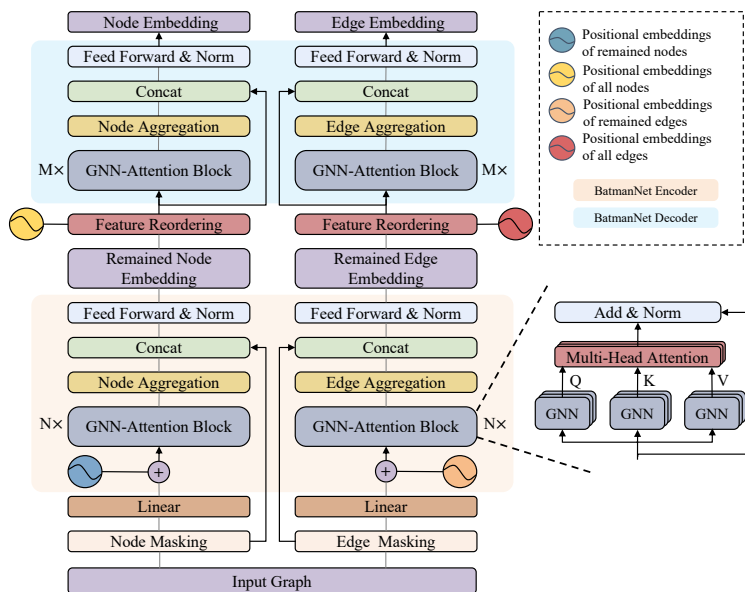 Node Embedding
Feed Forward & Norm
Concat
Node Aggregation
M×
GNN-Attention Block
Feature Reordering
Remained Node
Embedding
Feed Forward & Norm
Concat
Node Aggregation
N×
GNN-Attention Block
+
Linear
Node Masking
Edge Embedding
Feed Forward & Norm
Concat
Edge Aggregation
GNN-Attention Block
M×
Feature Reordering
Remained Edge
Embedding
Feed Forward & Norm
Concat
Edge Aggregation
GNN-Attention Block
N×
+
Linear
Edge Masking
Input Graph
Positional embeddings
of remained nodes
Positional embeddings
of all nodes
Positional embeddings
of remained edges
Positional embeddings
of all edges
BatmanNet Encoder
BatmanNet Decoder
Add & Norm
Multi-Head Attention
Q
K
V
GNN
GNN
GNN